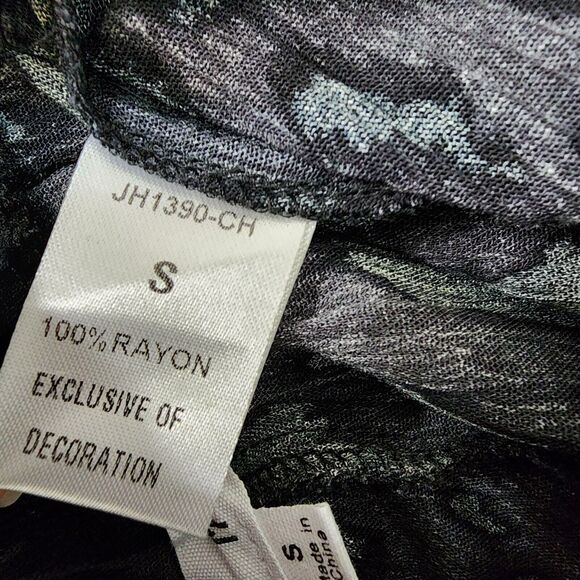 JH1390-CH
S
100% RAYON
EXCLUSIVE OF
DECORATION
S
Made in
China